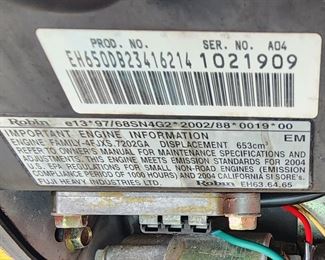 PROD. NO. SER. NO. A04
EH650DB23416214 1021909
Robin e13*97/68SN4G2*2002/88*0019*00
IMPORTANT ENGINE INFORMATION EM
ENGINE FAMILY-4FJXS.7202GA DISPLACEMENT 653cm³
REFER TO OWNER'S MANUAL FOR MAINTENANCE SPECIFICATIONS AND
ADJUSTMENTS. THIS ENGINE MEETS EMISSION STANDARDS FOR 2004
U.S. EPA REGS FOR SMALL NON-ROAD ENGINES (EMISSION
COMPLIANCE PERIOD OF 1000 HOURS) AND 2004 CALIFORNIA SI SORE's.
FUJI HEAVY INDUSTRIES LTD. Robin EH63,64,65